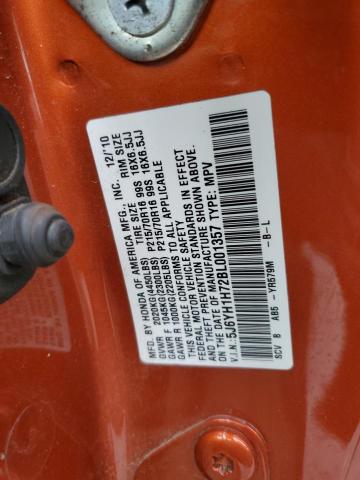 MFD. BY HONDA OF AMERICA MFG., INC. 12/'10
TIRE SIZE RIM SIZE
GVWR 2020KG(4450LBS)
GAWR F 1045KG(2300LBS) P215/70R16 99S 16X6.5JJ
GAWR R 1000KG(2205LBS) P215/70R16 99S 16X6.5JJ
THIS VEHICLE CONFORMS TO ALL APPLICABLE
FEDERAL MOTOR VEHICLE SAFETY
AND THEFT PREVENTION STANDARDS IN EFFECT
ON THE DATE OF MANUFACTURE SHOWN ABOVE.
V.I.N.:5J6YH1H72BL001357 TYPE: MPV
SCV B AB5 -YR579M -B-L